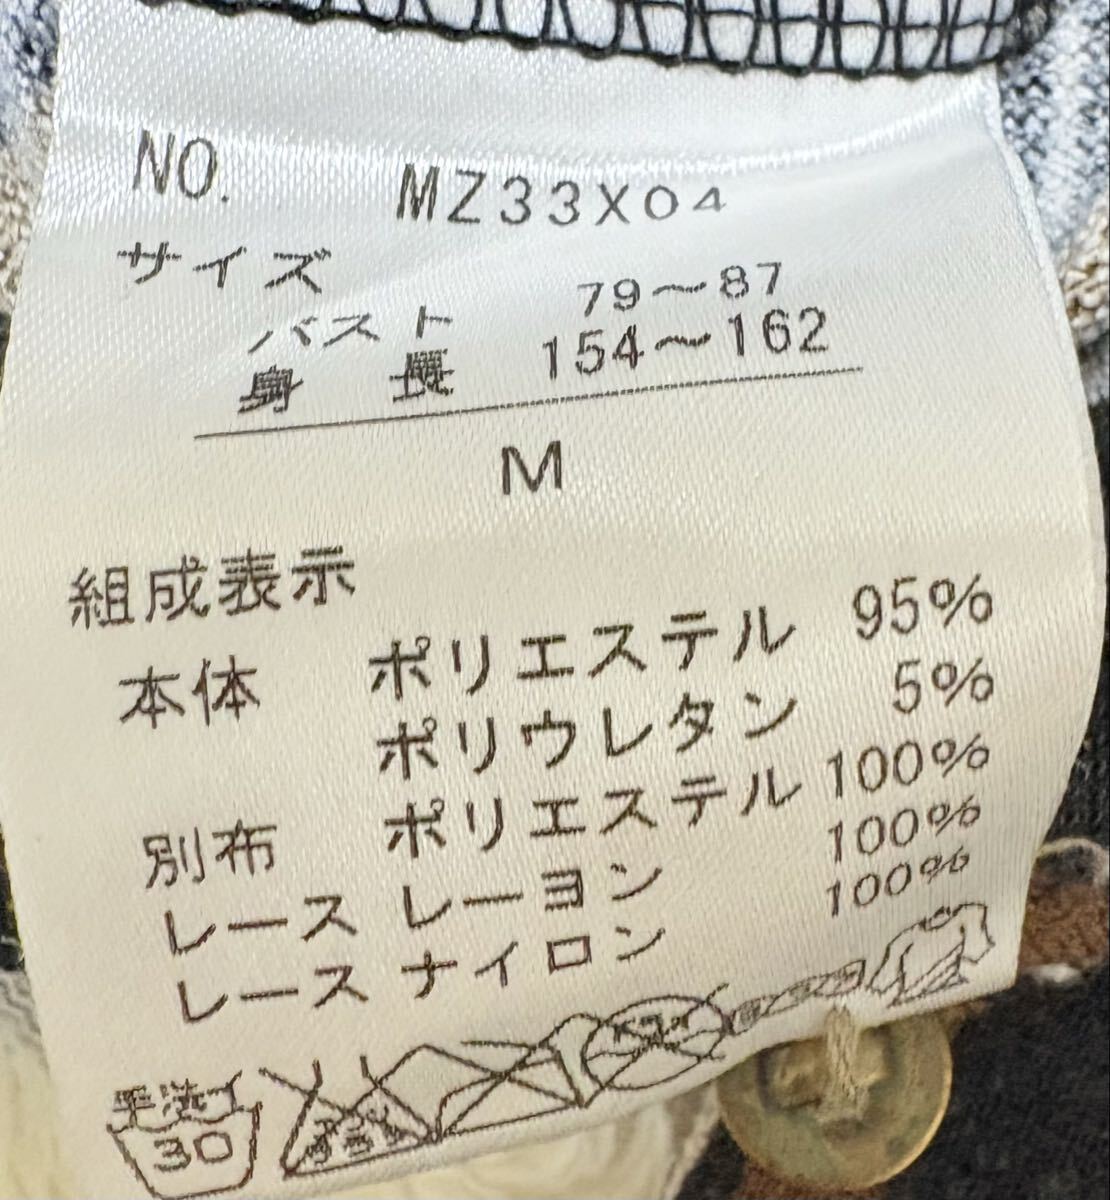 NO. MZ33X04
サイズ
バスト 79〜87
身長 154〜162
M
組成表示
本体 ポリエステル 95%
ポリウレタン 5%
別布 ポリエステル 100%
レース レーヨン 100%
レース ナイロン 100%
手洗イ
30